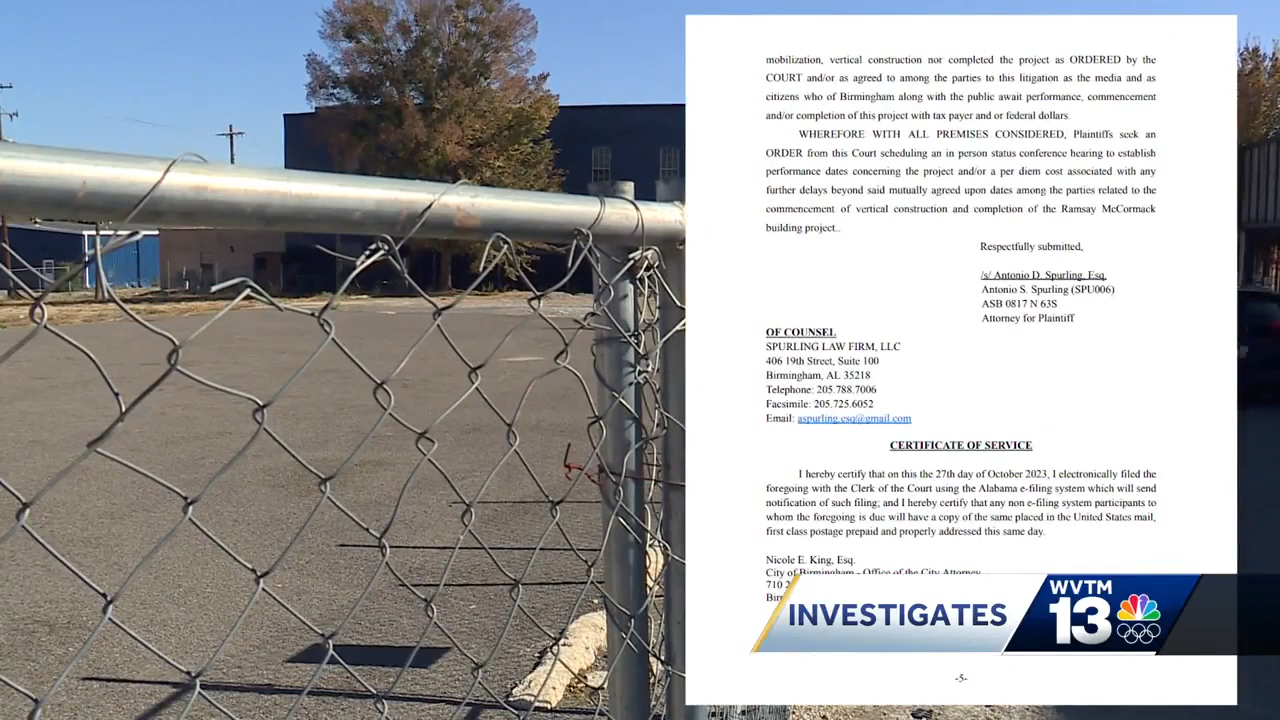 mobilization, vertical construction nor completed the project as ORDERED by the
COURT and/or as agreed to among the parties to this litigation as the media and as
citizens who of Birmingham along with the public await performance, commencement
and/or completion of this project with tax payer and or federal dollars.
WHEREFORE WITH ALL PREMISES CONSIDERED, Plaintiffs seek an
ORDER from this Court scheduling an in person status conference hearing to establish
performance dates concerning the project and/or a per diem cost associated with any
further delays beyond said mutually agreed upon dates among the parties related to the
commencement of vertical construction and completion of the Ramsay McCormack
building project..
Respectfully submitted,
/s/ Antonio D. Spurling, Esq.
Antonio S. Spurling (SPU006)
ASB 0817 N 63S
Attorney for Plaintiff
OF COUNSEL
SPURLING LAW FIRM, LLC
406 19th Street, Suite 100
Birmingham, AL 35218
Telephone: 205.788.7006
Facsimile: 205.725.6052
Email: aspurling.esq@gmail.com
CERTIFICATE OF SERVICE
I hereby certify that on this the 27th day of October 2023, I electronically filed the
foregoing with the Clerk of the Court using the Alabama e-filing system which will send
notification of such filing; and I hereby certify that any non e-filing system participants to
whom the foregoing is due will have a copy of the same placed in the United States mail,
first class postage prepaid and properly addressed this same day.
Nicole E. King, Esq.
City of Birmingham - Office of the City Attorney
710
INVESTIGATES
WVTM
13
-5-